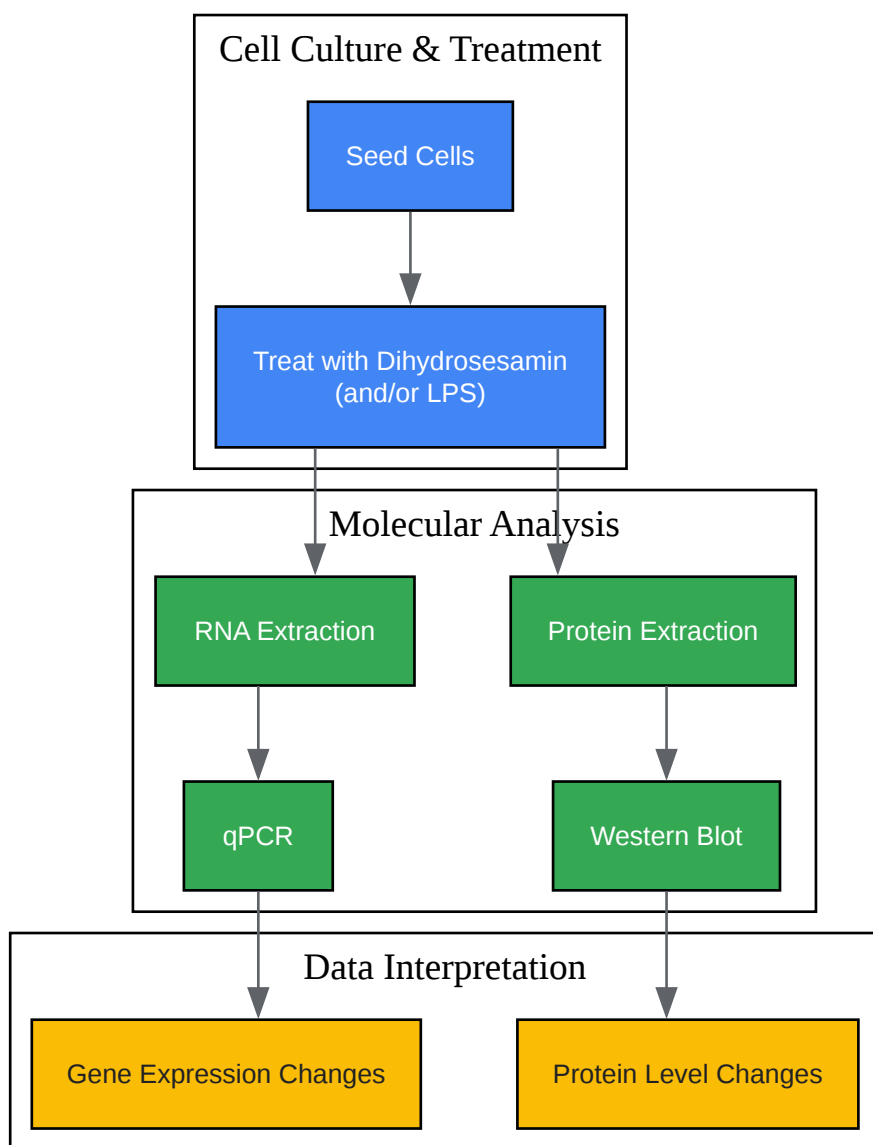 Cell Culture & Treatment
Seed Cells
Treat with Dihydrosesamin
(and/or LPS)
Molecular Analysis
RNA Extraction
Protein Extraction
qPCR
Western Blot
Data Interpretation
Gene Expression Changes
Protein Level Changes